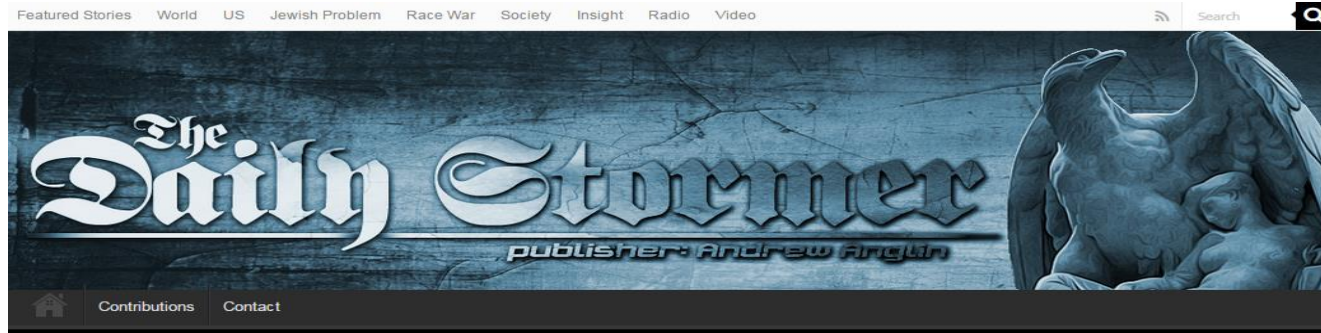 Featured Stories World US Jewish Problem Race War Society Insight Radio Video Search
The
Daily Stormer
publisher: Andrew Anglin
Contributions Contact